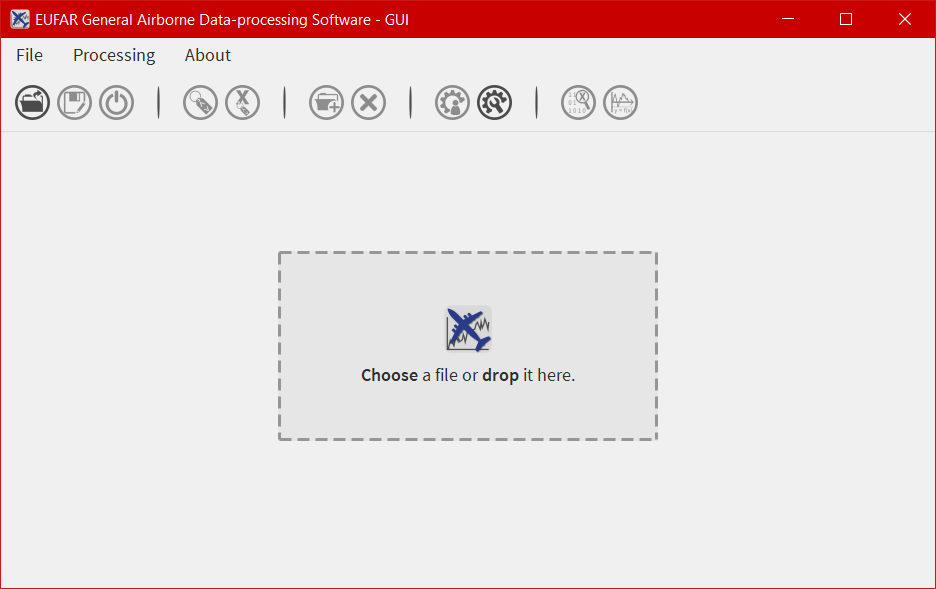 EUFAR General Airborne Data-processing Software - GUI
File Processing About
Choose a file or drop it here.